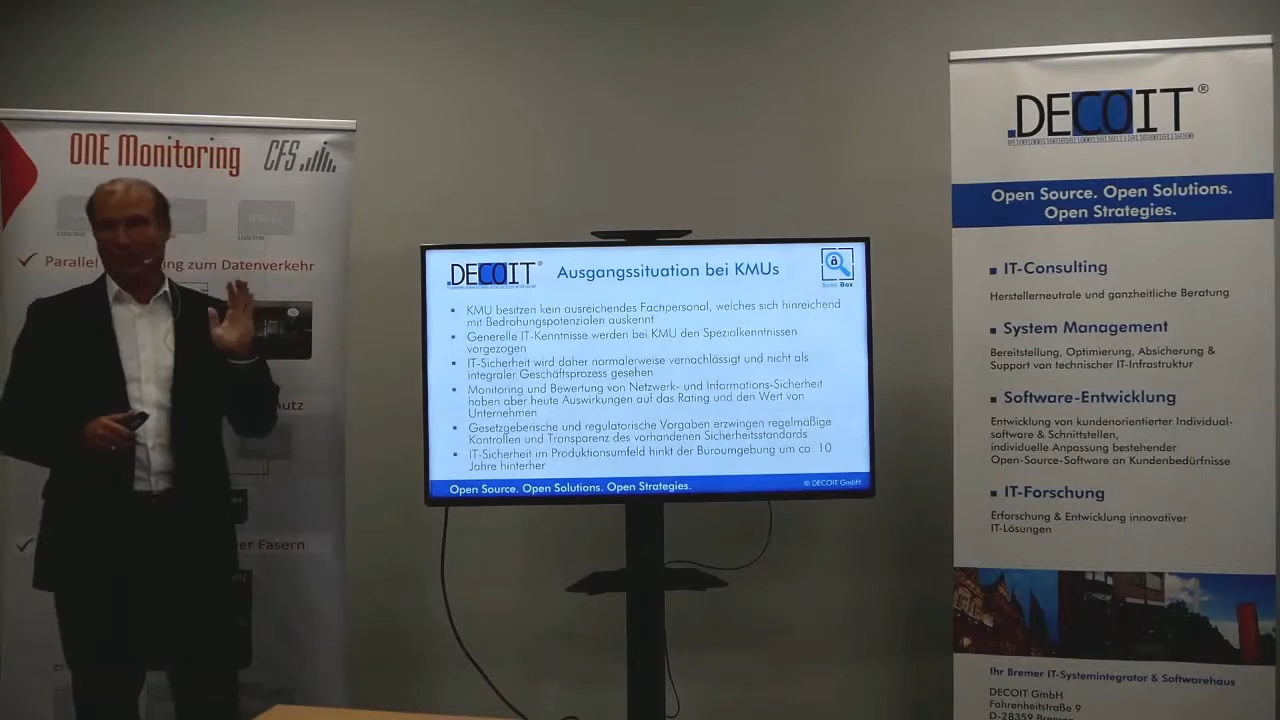 ONE Monitoring
CFS
Parallel
zum Datenverkehr
Fasern
DECOIT®
Ausgangssituation bei KMUs
Scan Box
▪ KMU besitzen kein ausreichendes Fachpersonal, welches sich hinreichend
mit Bedrohungspotenzialen auskennt
▪ Generelle IT-Kenntnisse werden bei KMU den Spezialkenntnissen
vorgezogen
▪ IT-Sicherheit wird daher normalerweise vernachlässigt und nicht als
integraler Geschäftsprozess gesehen
▪ Monitoring und Bewertung von Netzwerk- und Informations-Sicherheit
haben aber heute Auswirkungen auf das Rating und den Wert von
Unternehmen
▪ Gesetzgeberische und regulatorische Vorgaben erzwingen regelmäßige
Kontrollen und Transparenz des vorhandenen Sicherheitsstandards
▪ IT-Sicherheit im Produktionsumfeld hinkt der Büroumgebung um ca. 10
Jahre hinterher
Open Source. Open Solutions. Open Strategies.
© DECOIT GmbH
.DECOIT®
Open Source. Open Solutions.
Open Strategies.
▪ IT-Consulting
Herstellerneutrale und ganzheitliche Beratung
▪ System Management
Bereitstellung, Optimierung, Absicherung &
Support von technischer IT-Infrastruktur
▪ Software-Entwicklung
Entwicklung von kundenorientierter Individual-
software & Schnittstellen,
individuelle Anpassung bestehender
Open-Source-Software an Kundenbedürfnisse
▪ IT-Forschung
Erforschung & Entwicklung innovativer
IT-Lösungen
Ihr Bremer IT-Systemintegrator & Softwarehaus
DECOIT GmbH
Fahrenheitstraße 9
D-28359 Bremen